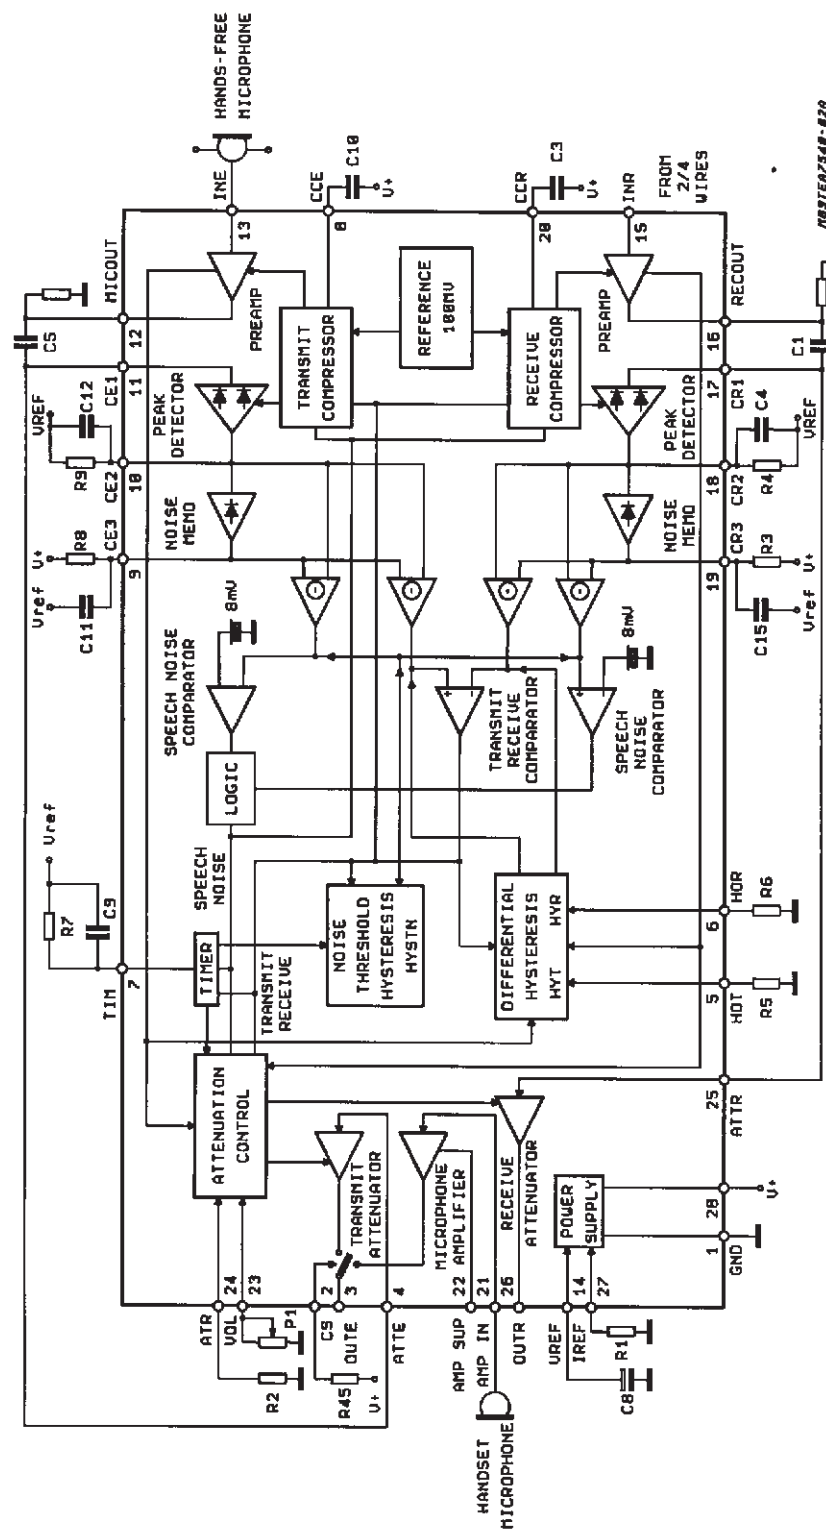 HANDS-FREE
MICROPHONE
INE
13
CCE
8
C10
V+
CCR
20
C3
V+
INR
15
FROM
2/4
WIRES
MICOUT
12
C5
PREAMP
TRANSMIT
COMPRESSOR
REFERENCE
100MV
RECEIVE
COMPRESSOR
PREAMP
RECOUT
16
C1
CE1
11
PEAK
DETECTOR
PEAK
DETECTOR
17
CR1
VREF
C12
R9
CE2
10
18
CR2
C4
R4
VREF
NOISE
MEMO
NOISE
MEMO
V+
R8
CE3
9
Vref
C11
19
CR3
R3
V+
C15
Vref
8mV
8mV
SPEECH NOISE
COMPARATOR
TRANSMIT
RECEIVE
COMPARATOR
SPEECH
NOISE
COMPARATOR
LOGIC
Vref
R7
C9
TIM
7
SPEECH
NOISE
TIMER
TRANSMIT
RECEIVE
NOISE
THRESHOLD
HYSTERESIS
HYSTN
DIFFERENTIAL
HYSTERESIS
HYT
HYR
6
HOR
R6
5
HOT
R5
ATTENUATION
CONTROL
TRANSMIT
ATTENUATOR
MICROPHONE
AMPLIFIER
RECEIVE
ATTENUATOR
25
ATTR
POWER
SUPPLY
28
V+
1
GND
24
23
2
3
4
22
21
26
14
27
ATR
VOL
P1
CS
OUTE
ATTE
AMP SUP
AMP IN
OUTR
VREF
IREF
R2
R45
V+
R1
C8
HANDSET
MICROPHONE
M89TEA7540-02A